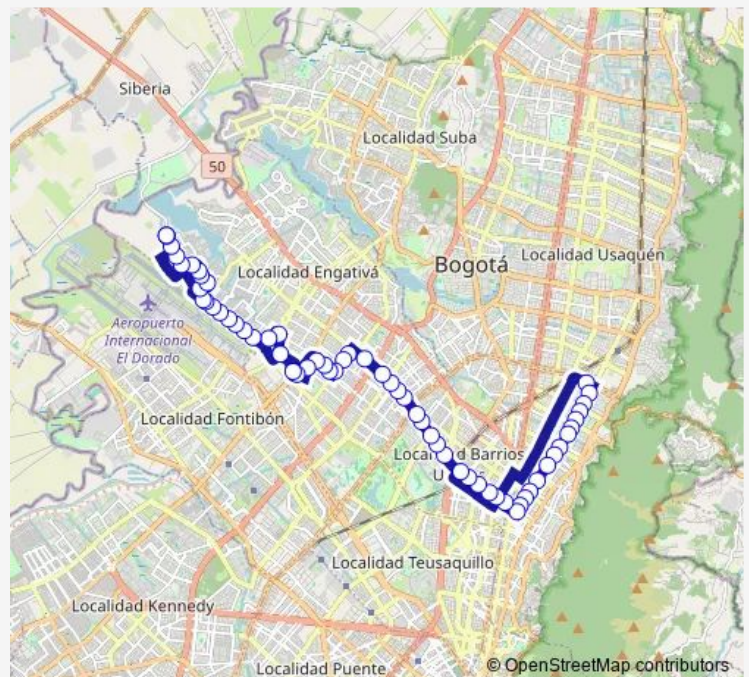 Siberia
Localidad Suba
50
Localidad Usaquén
Localidad Engativá
Bogotá
Aeropuerto
Internacional
El Dorado
Localidad Fontibón
Barrios
Localidad Teusaquillo
Localidad Kennedy
Localidad Puente
© OpenStreetMap contributors